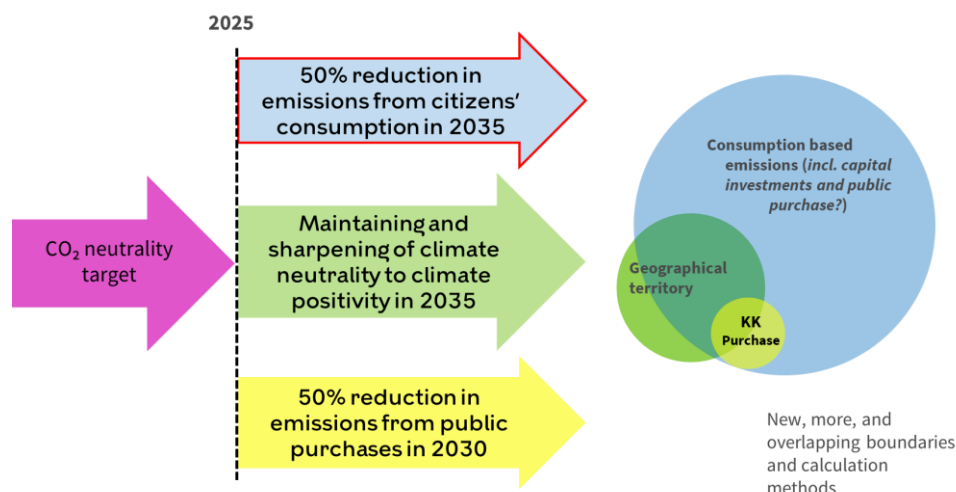 2025
50% reduction in
emissions from citizens'
consumption in 2035
CO₂ neutrality
target
Maintaining and
sharpening of climate
neutrality to climate
positivity in 2035
50% reduction in
emissions from public
purchases in 2030
Consumption based
emissions (incl. capital
investments and public
purchase?)
Geographical
territory
KK
Purchase
New, more, and
overlapping boundaries
and calculation
methods